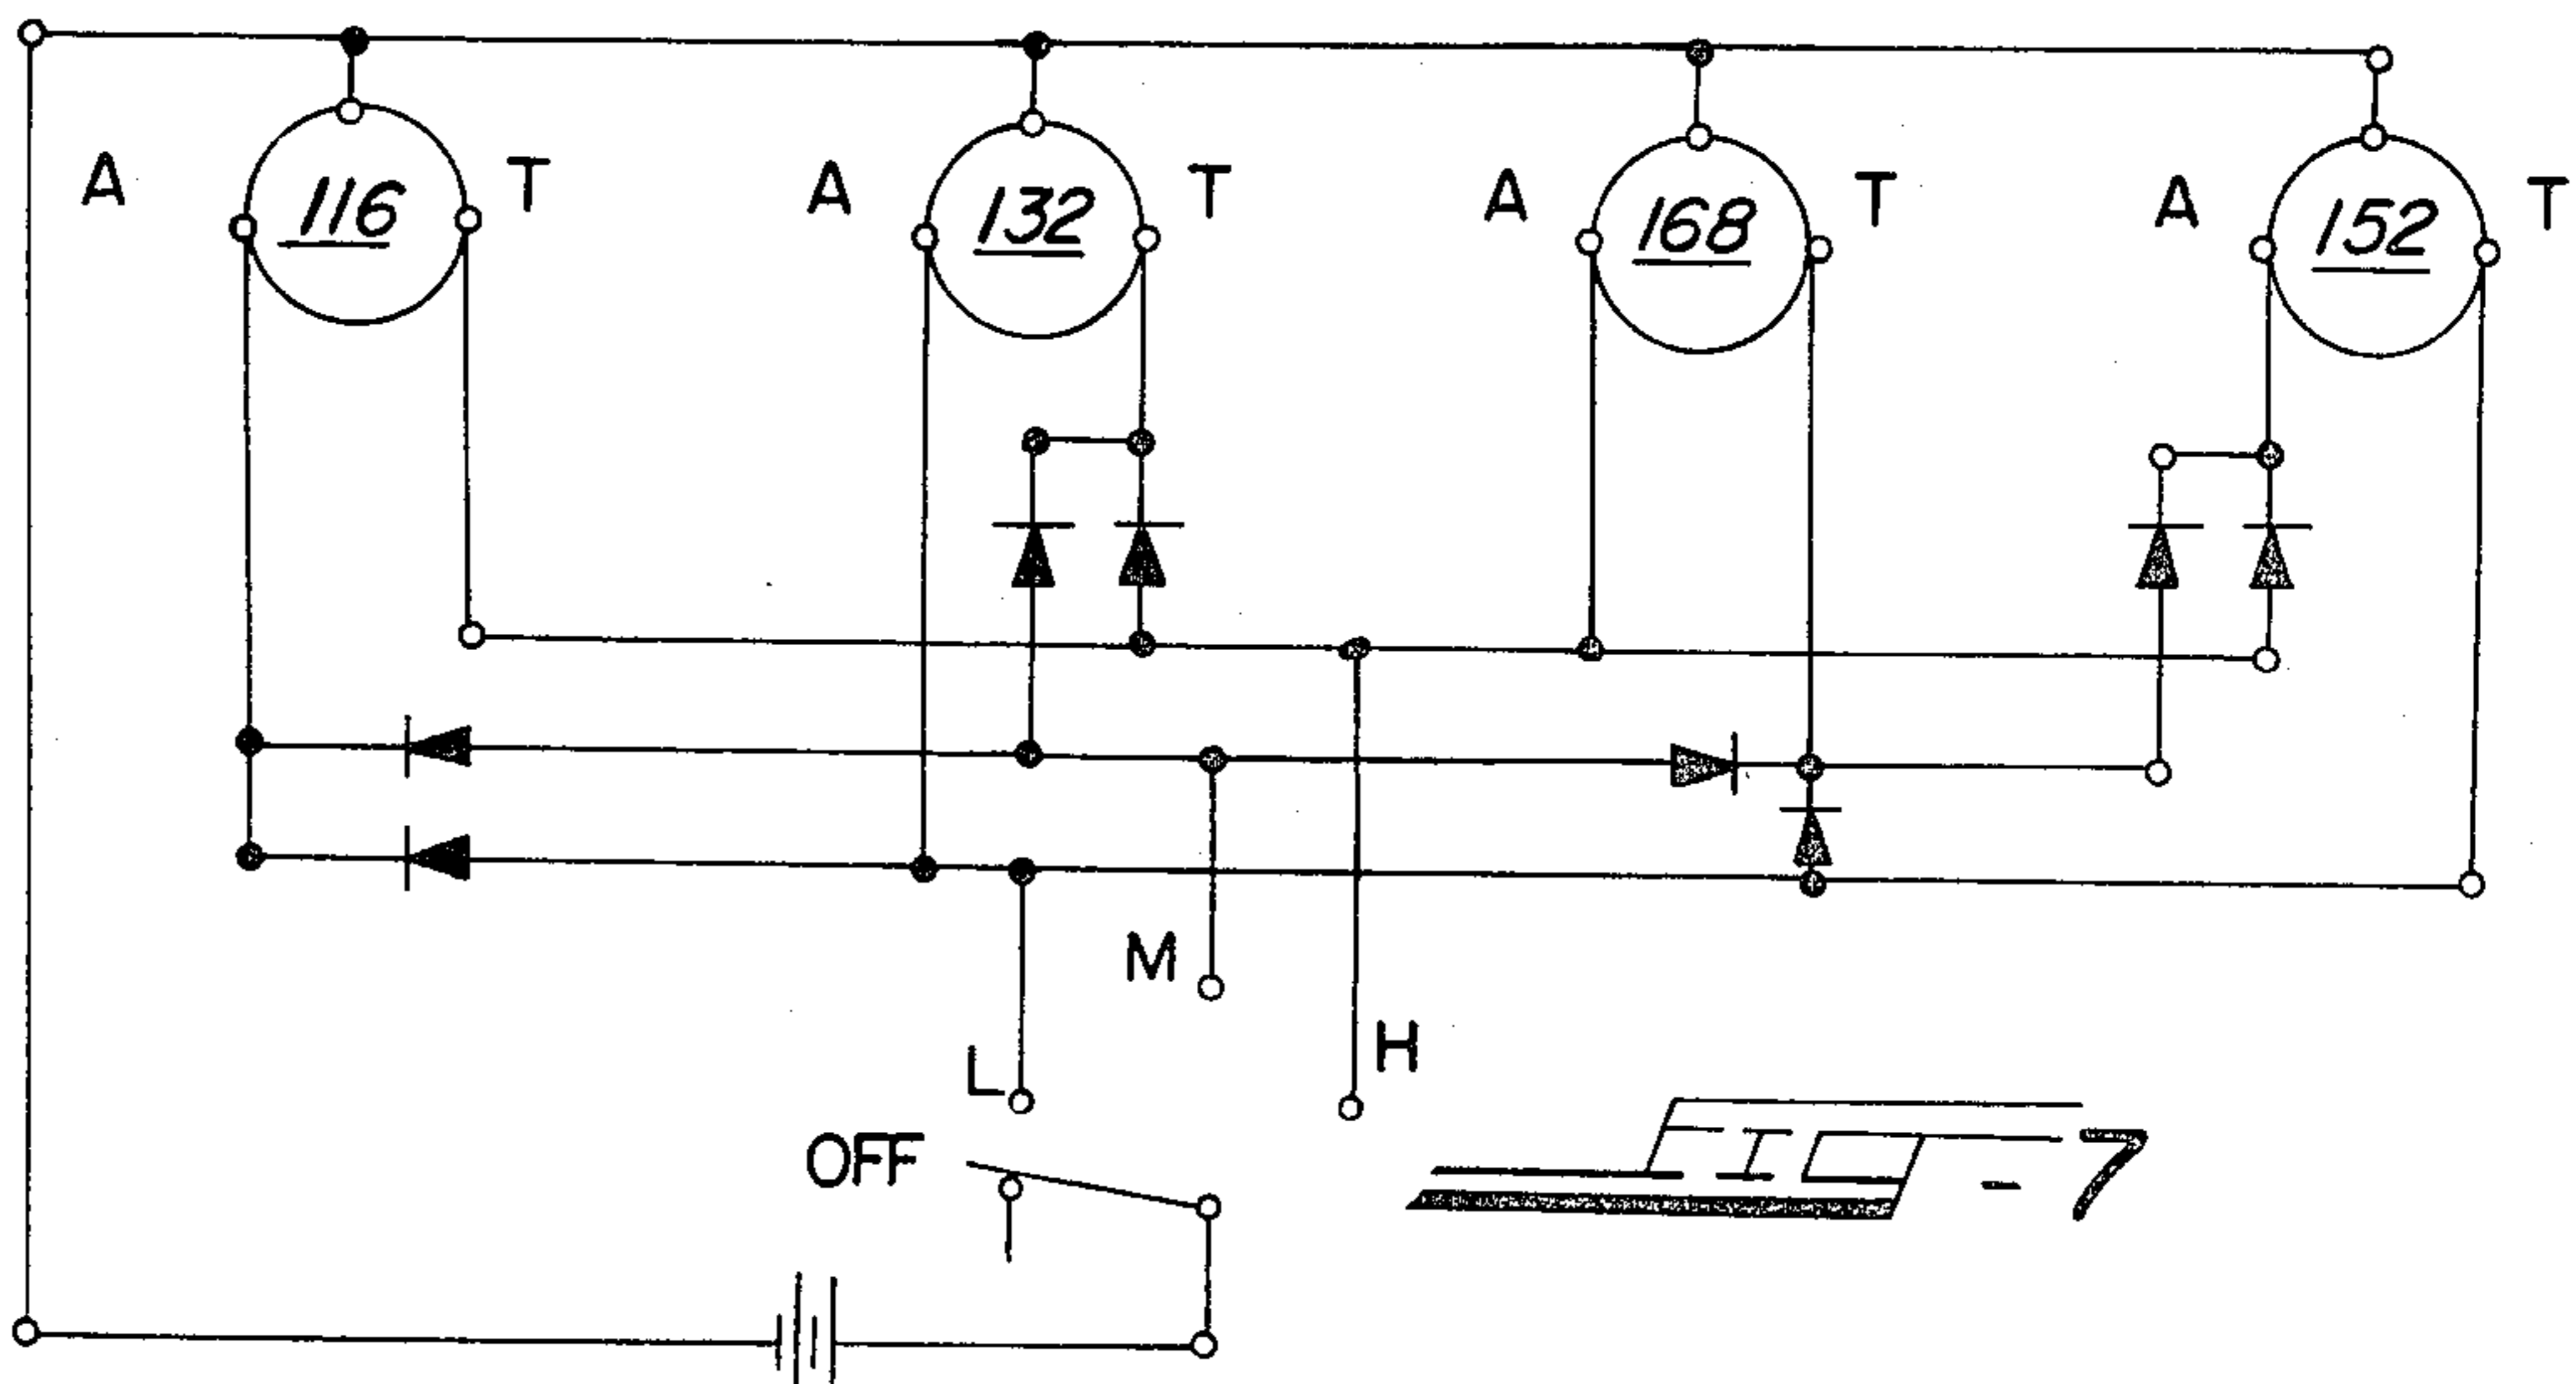 A 116 T A 132 T A 168 T A 152 T
M
L H
OFF
FIG-7